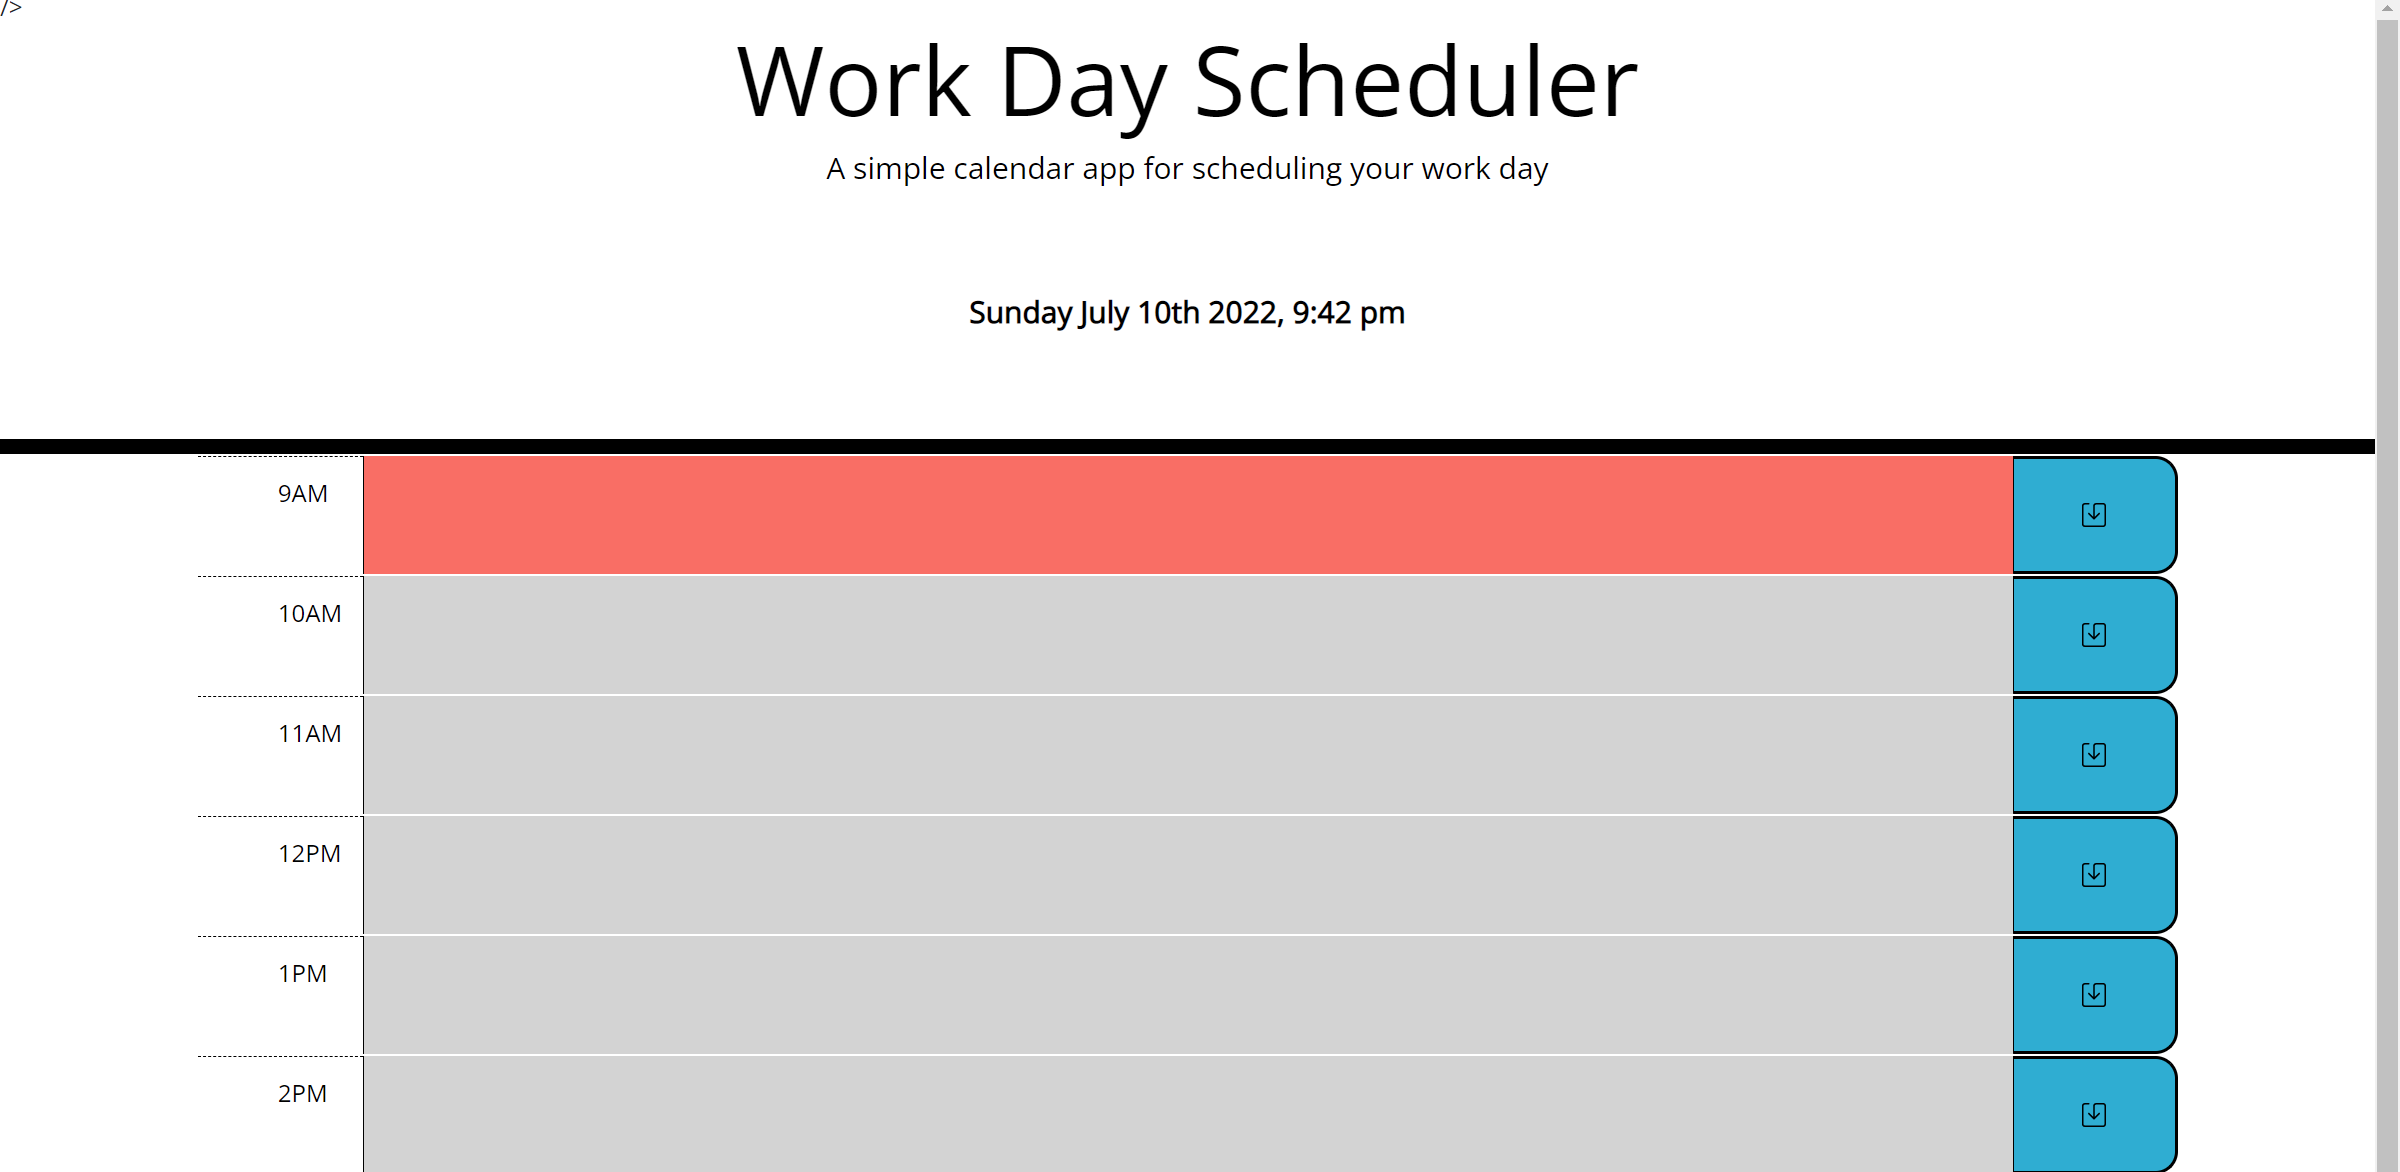 />
Work Day Scheduler
A simple calendar app for scheduling your work day
Sunday July 10th 2022, 9:42 pm
9AM
10AM
11AM
12PM
1PM
2PM